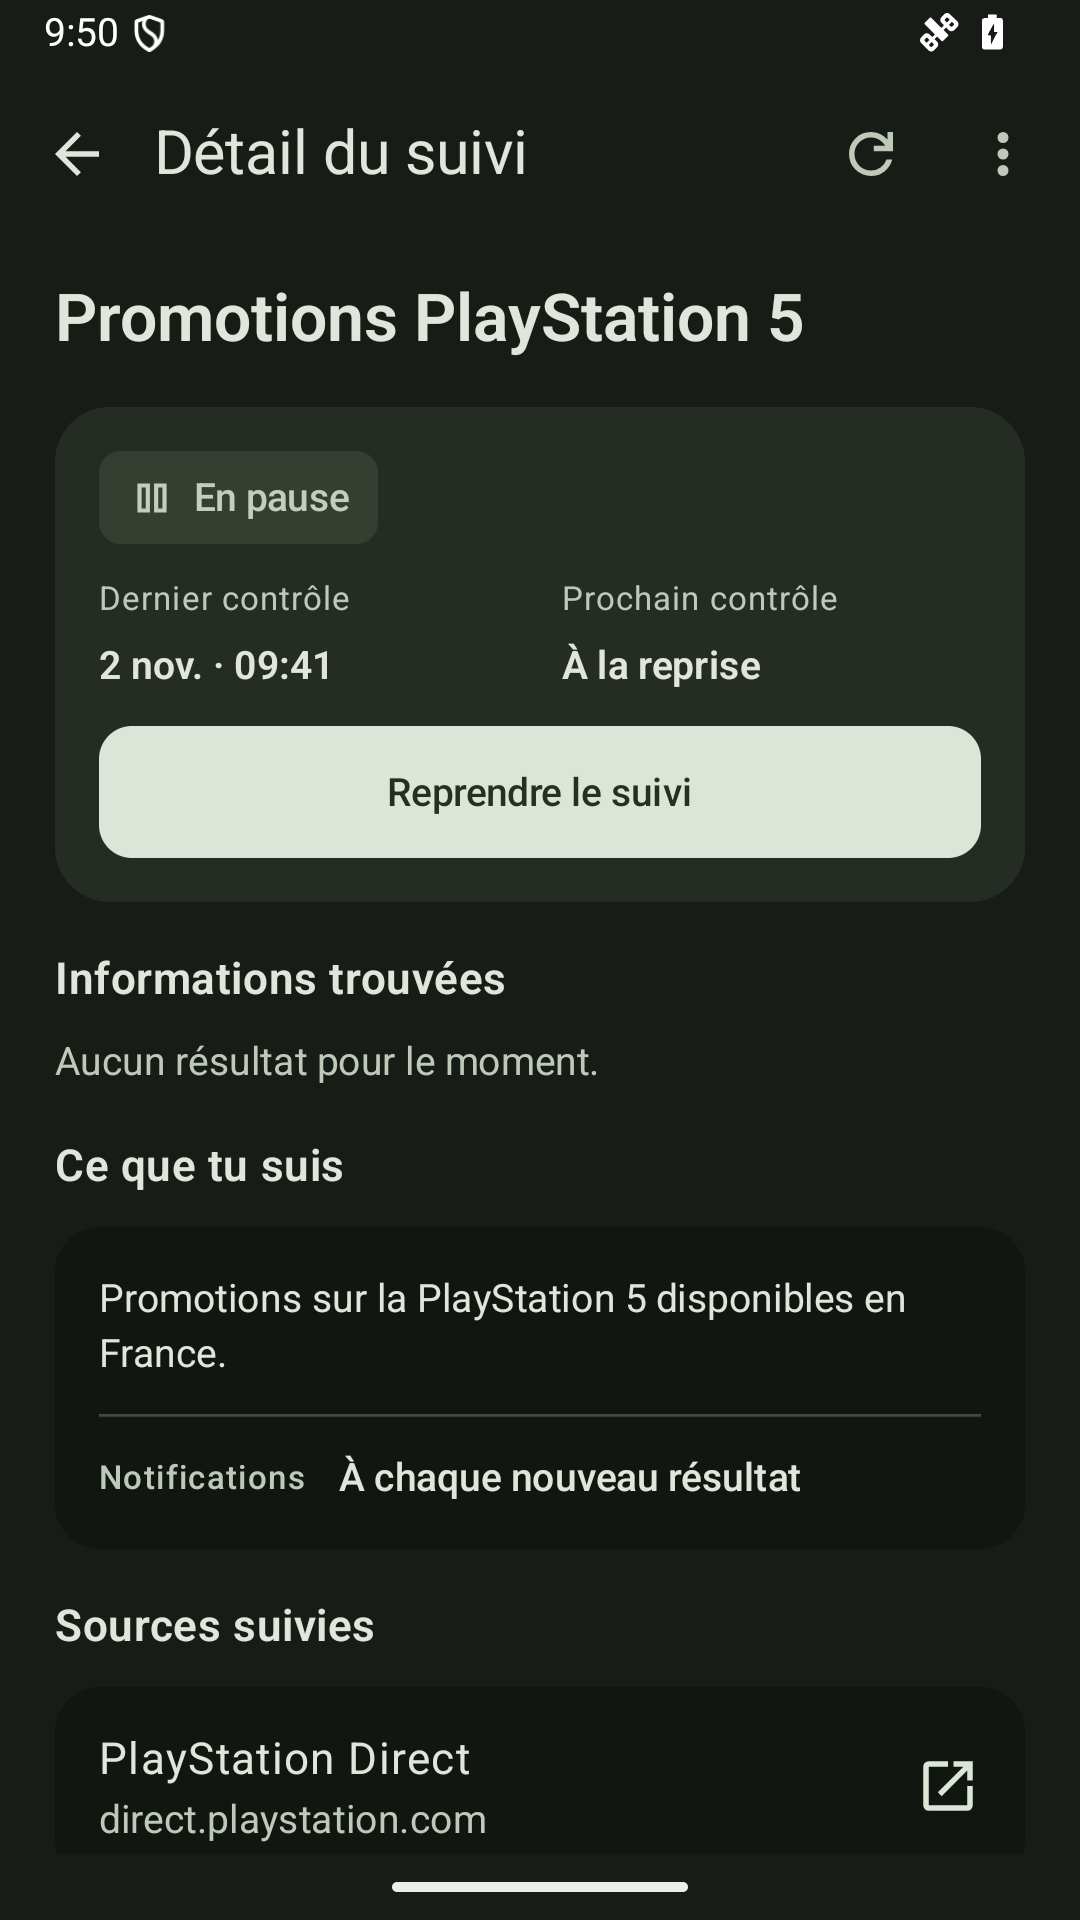 9:50
Détail du suivi
Promotions PlayStation 5
En pause
Dernier contrôle
Prochain contrôle
2 nov. · 09:41
À la reprise
Reprendre le suivi
Informations trouvées
Aucun résultat pour le moment.
Ce que tu suis
Promotions sur la PlayStation 5 disponibles en
France.
Notifications À chaque nouveau résultat
Sources suivies
PlayStation Direct
direct.playstation.com